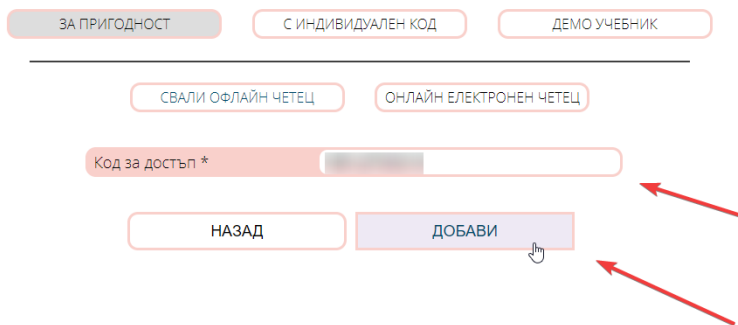 ЗА ПРИГОДНОСТ С ИНДИВИДУАЛЕН КОД ДЕМО УЧЕБНИК
СВАЛИ ОФЛАЙН ЧЕТЕЦ ОНЛАЙН ЕЛЕКТРОНЕН ЧЕТЕЦ
Код за достъп *
НАЗАД ДОБАВИ